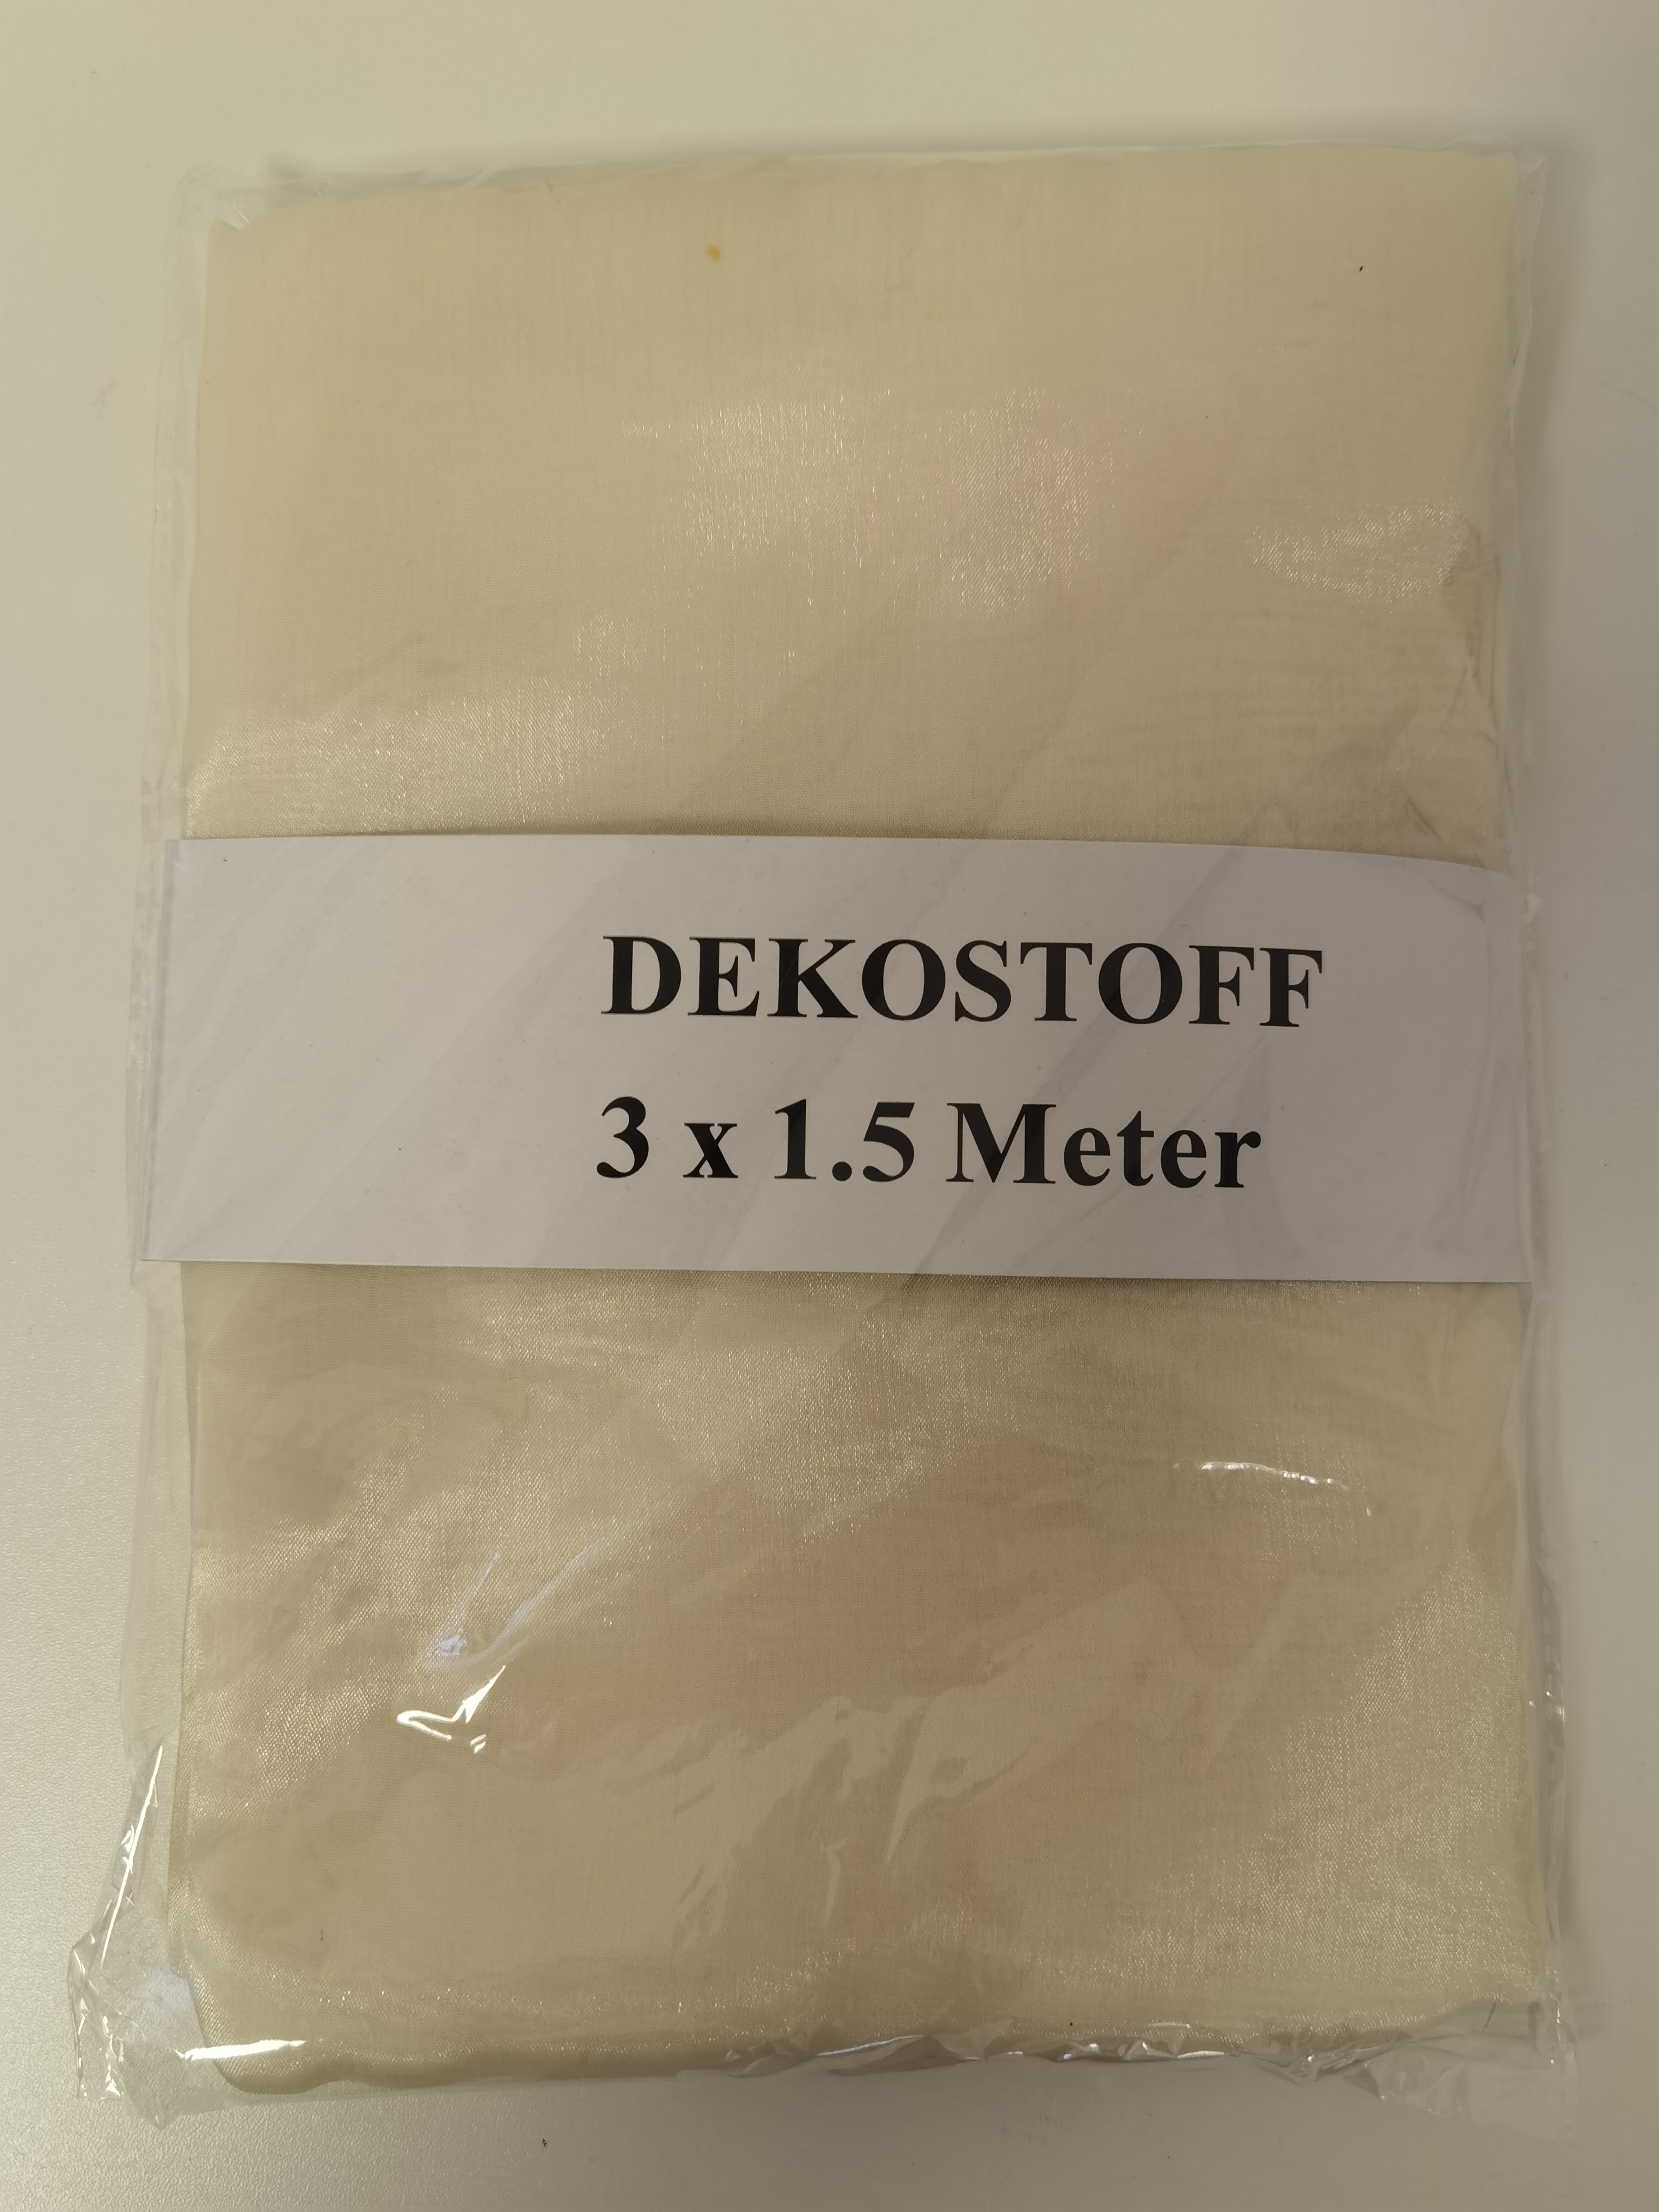 DEKOSTOFF
3 x 1.5 Meter